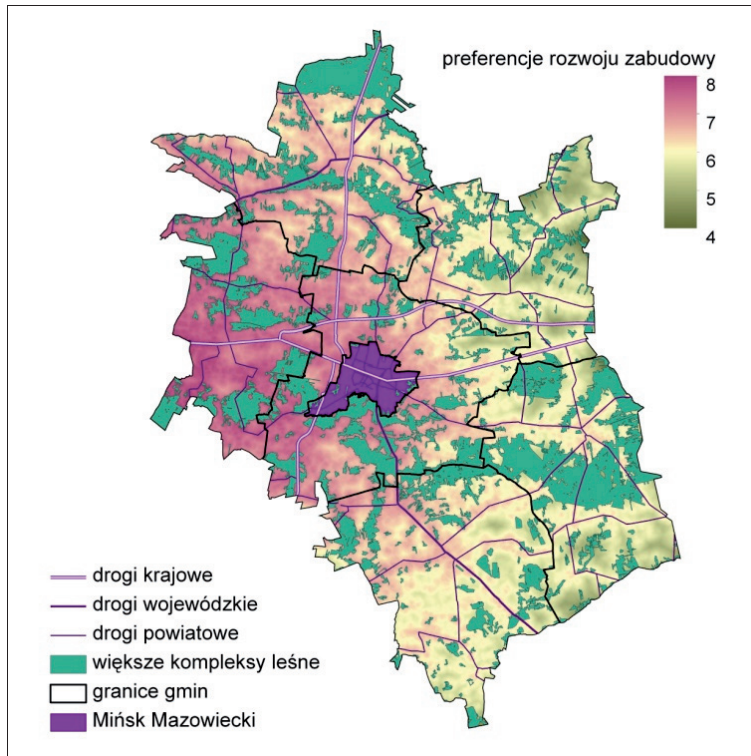 preferencje rozwoju zabudowy
8
7
6
5
4
drogi krajowe
drogi wojewódzkie
drogi powiatowe
większe kompleksy leśne
granice gmin
Mińsk Mazowiecki